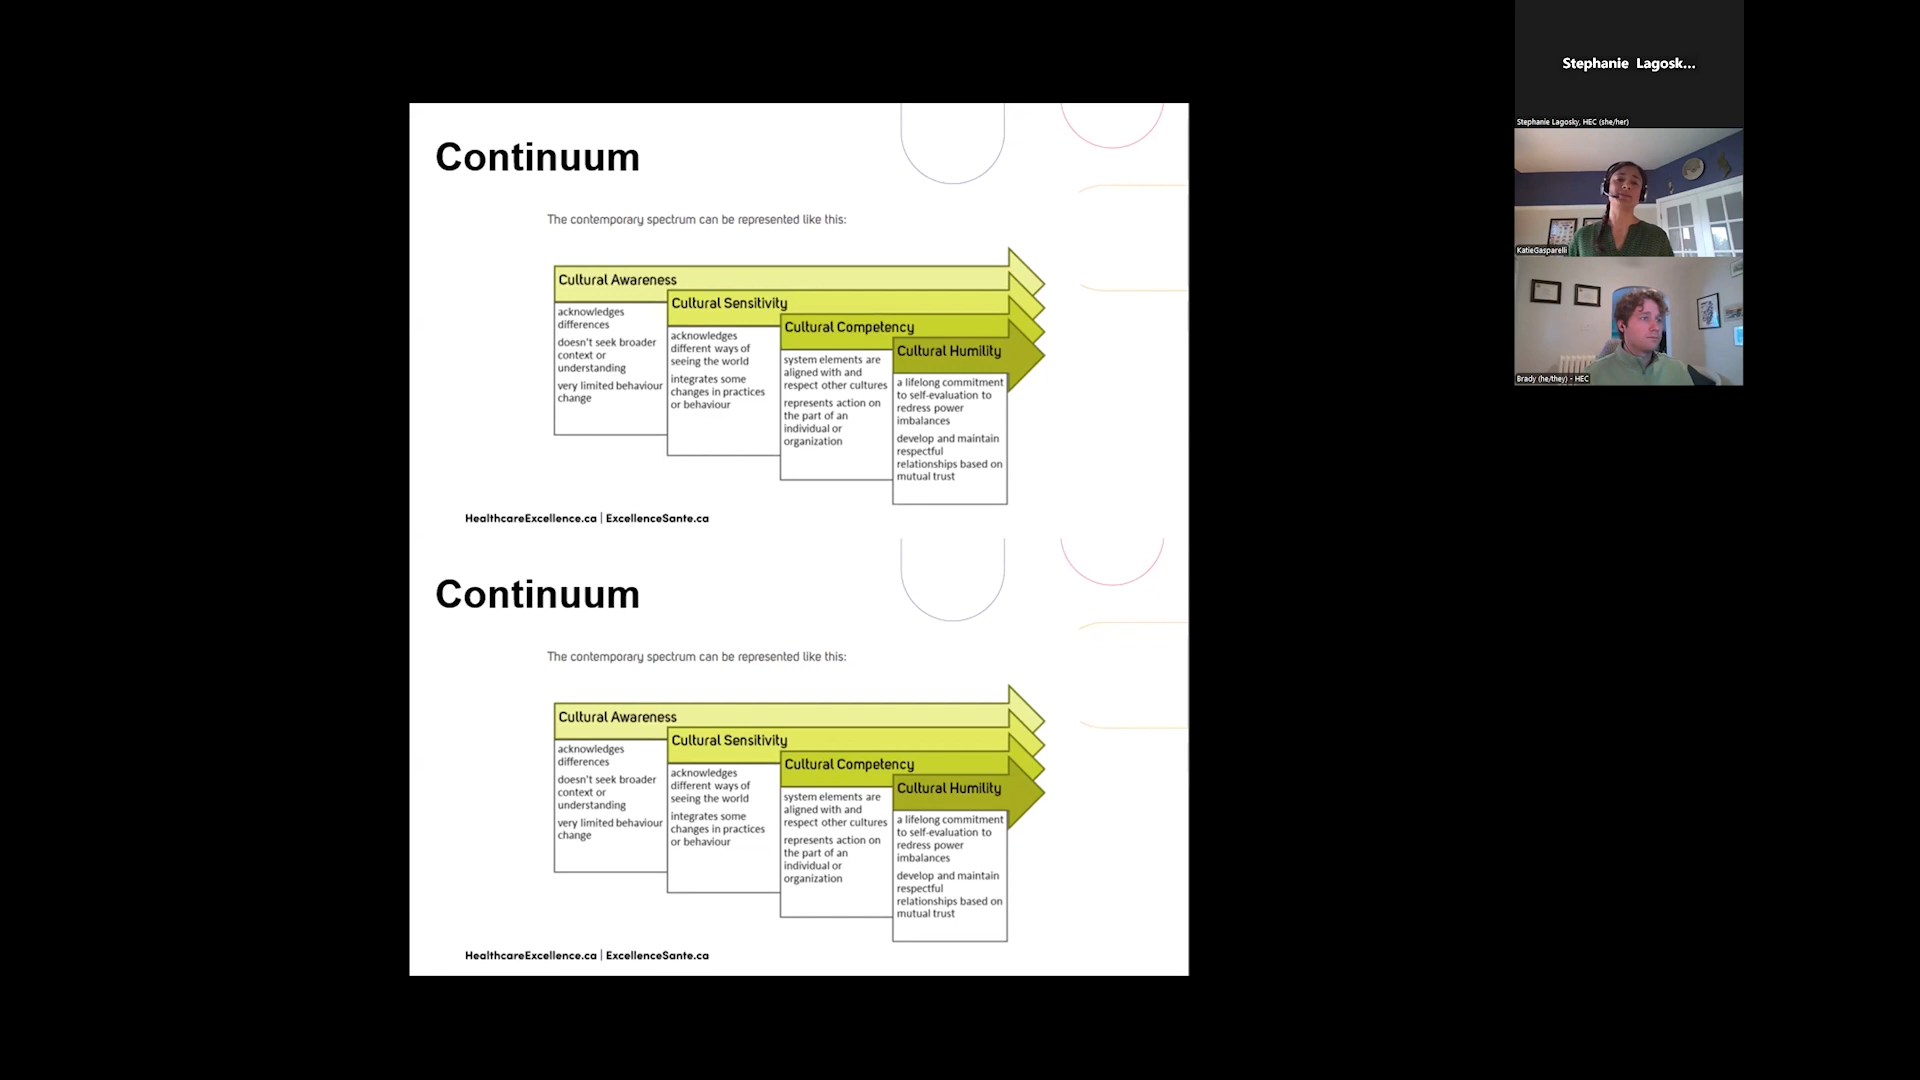 Continuum
The contemporary spectrum can be represented like this:
Cultural Awareness
acknowledges
differences
doesn't seek broader
context or
understanding
very limited behaviour
change
Cultural Sensitivity
acknowledges
different ways of
seeing the world
integrates some
changes in practices
or behaviour
Cultural Competency
system elements are
aligned with and
respect other cultures
represents action on
the part of an
individual or
organization
Cultural Humility
a lifelong commitment
to self-evaluation to
redress power
imbalances
develop and maintain
respectful
relationships based on
mutual trust
HealthcareExcellence.ca | ExcellenceSante.ca
Continuum
The contemporary spectrum can be represented like this:
Cultural Awareness
acknowledges
differences
doesn't seek broader
context or
understanding
very limited behaviour
change
Cultural Sensitivity
acknowledges
different ways of
seeing the world
integrates some
changes in practices
or behaviour
Cultural Competency
system elements are
aligned with and
respect other cultures
represents action on
the part of an
individual or
organization
Cultural Humility
a lifelong commitment
to self-evaluation to
redress power
imbalances
develop and maintain
respectful
relationships based on
mutual trust
HealthcareExcellence.ca | ExcellenceSante.ca
Stephanie Lagosk...
Stephanie Lagosky, HEC (she/her)
KatieGasparelli
Brady (he/they) - HEC